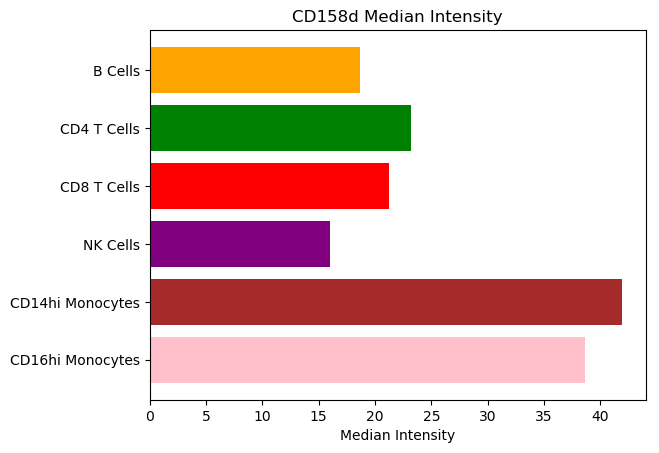 CD158d Median Intensity
B Cells
CD4 T Cells
CD8 T Cells
NK Cells
CD14hi Monocytes
CD16hi Monocytes
0 5 10 15 20 25 30 35 40
Median Intensity